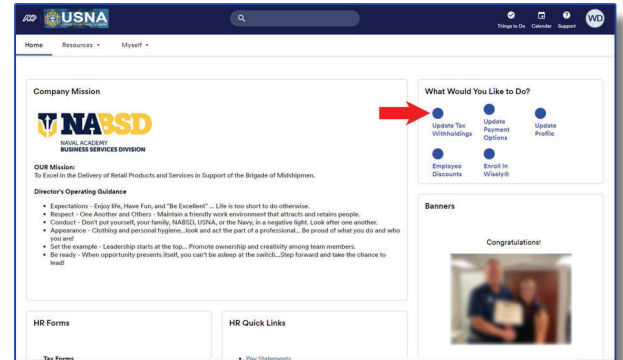 ADP USNA
Things to Do Calendar Support WD
Home Resources Myself
Company Mission
NABSD
NAVAL ACADEMY
BUSINESS SERVICES DIVISION
OUR Mission:
To Excel in the Delivery of Retail Products and Services in Support of the Brigade of Midshipmen.
Director's Operating Guidance
• Expectations - Enjoy life, Have Fun, and "Be Excellent" ... Life is too short to do otherwise.
• Respect - One Another and Others - Maintain a friendly work environment that attracts and retains people.
• Conduct - Don't put yourself, your family, NABSD, USNA, or the Navy, in a negative light. Look after one another.
• Appearance - Clothing and personal hygiene...look and act the part of a professional... Be proud of what you do and who
you are!
• Set the example - Leadership starts at the top... Promote ownership and creativity among team members.
• Be ready - When opportunity presents itself, you can't be asleep at the switch...Step forward and take the chance to
lead!
What Would You Like to Do?
Update Tax
Withholdings
Update
Payment
Options
Update
Profile
Employee
Discounts
Enroll In
Wisely®
Banners
Congratulations!
HR Forms
Tax Forms
HR Quick Links
• Pay Statements